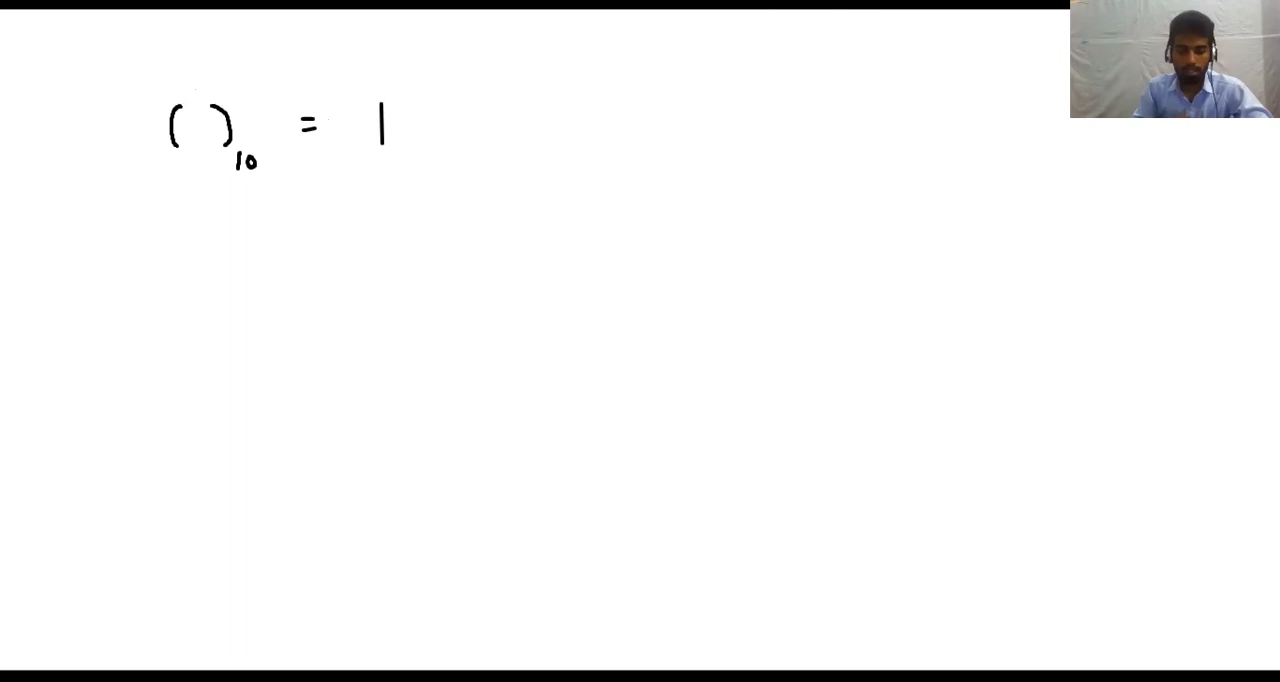 ( )₁₀ = 1